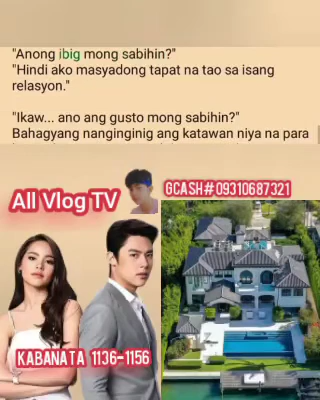 "Anong ibig mong sabihin?"
"Hindi ako masyadong tapat na tao sa isang
relasyon."
"Ikaw... ano ang gusto mong sabihin?"
Bahagyang nanginginig ang katawan niya na para
All Vlog TV
GCASH#09310687321
KABANATA 1136-1156